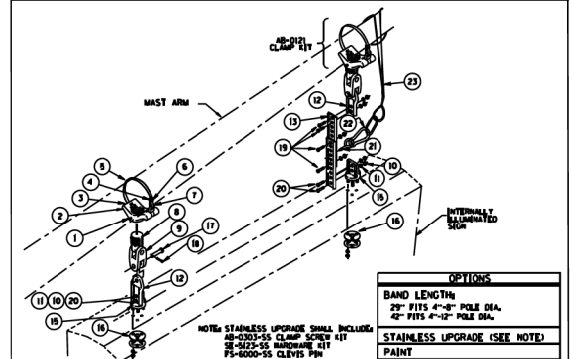 AB-0121
CLAMP KIT
23
MAST ARM
12
13
22
19
21
5
6
4
3
7
2
10
11
20
15
1
8
9
17
18
16
INTERNALLY
ILLUMINATED
SIGN
12
11 10 20
15
16
OPTIONS
BAND LENGTH:
29" FITS 4"-8" POLE DIA.
42" FITS 4"-12" POLE DIA.
STAINLESS UPGRADE (SEE NOTE)
PAINT
NOTE: STAINLESS UPGRADE SHALL INCLUDE:
AB-0303-SS CLAMP SCREW KIT
SE-5123-SS HARDWARE KIT
FS-6000-SS CLEVIS PIN